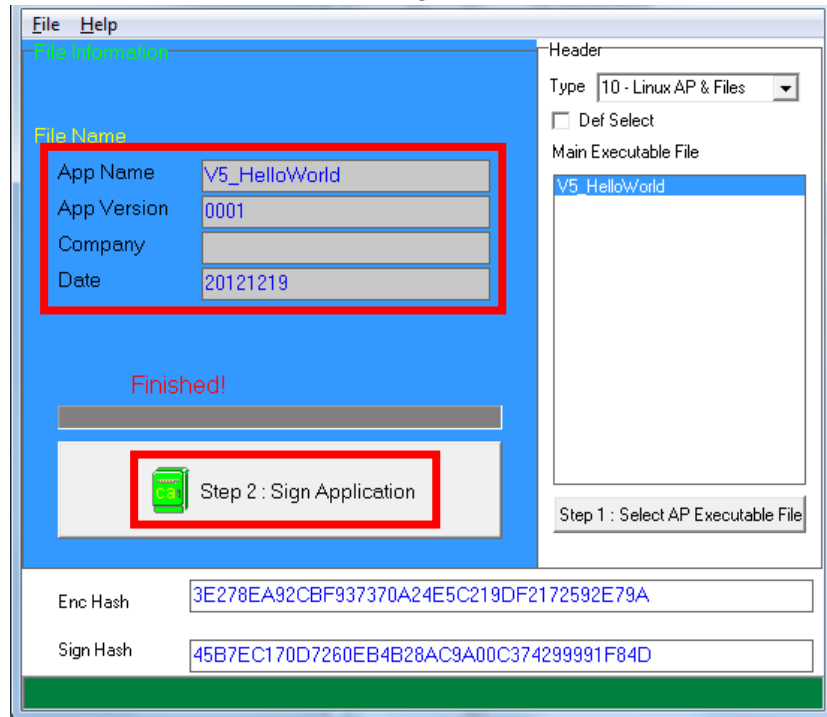 File Help
File Information
File Name
App Name V5_HelloWorld
App Version 0001
Company
Date 20121219
Finished!
ca1
Step 2 : Sign Application
Header
Type 10 - Linux AP & Files
Def Select
Main Executable File
V5_HelloWorld
Step 1 : Select AP Executable File
Enc Hash 3E278EA92CBF937370A24E5C219DF2172592E79A
Sign Hash 45B7EC170D7260EB4B28AC9A00C374299991F84D